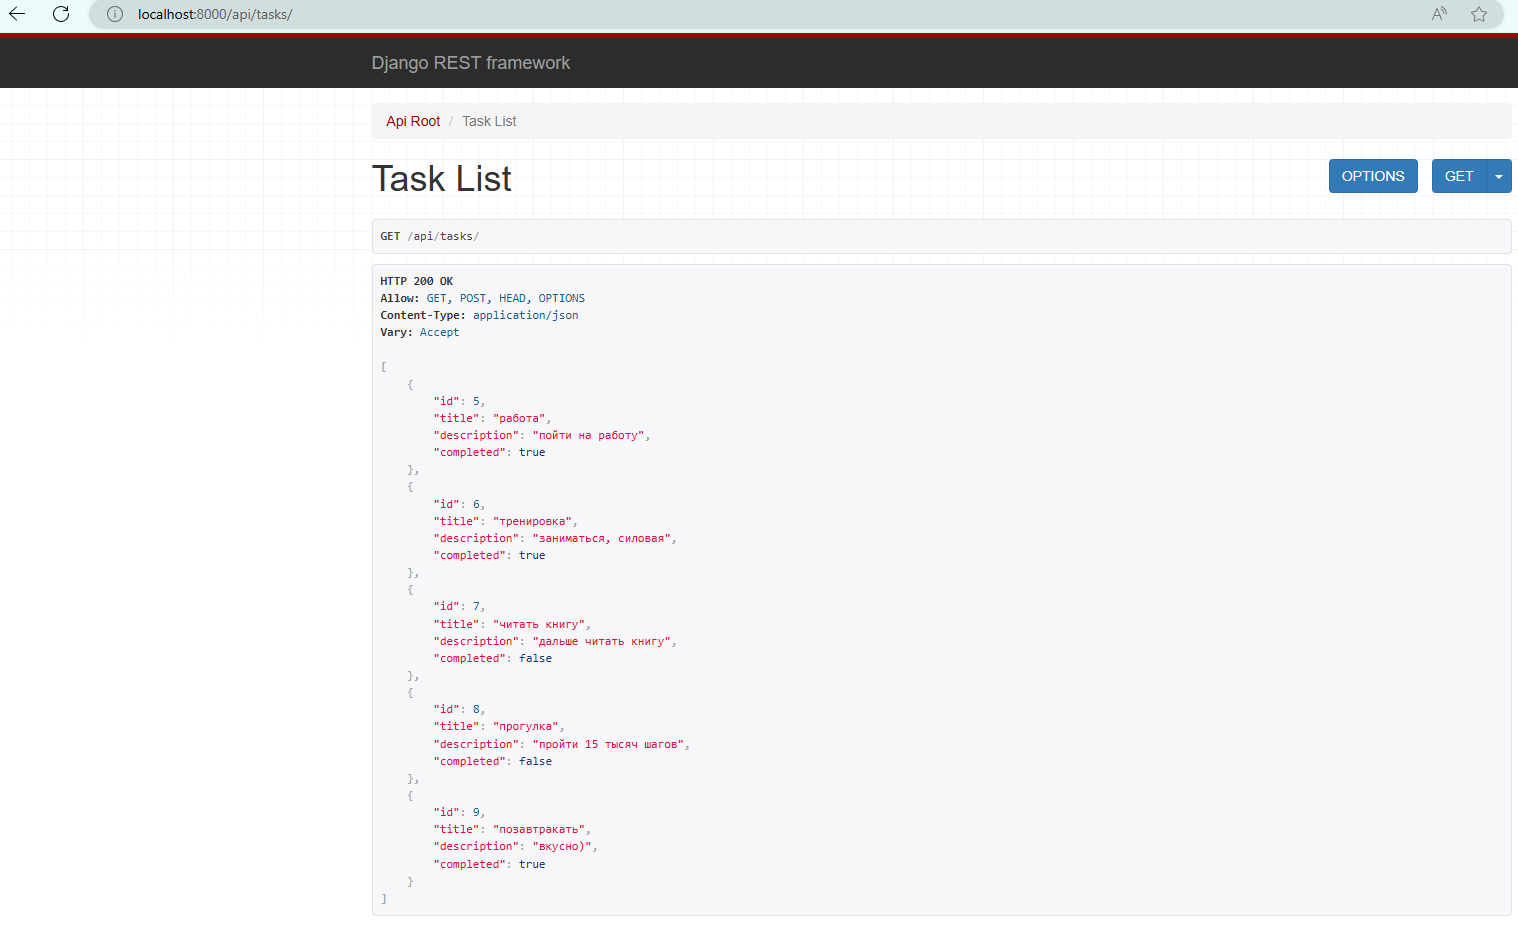 localhost:8000/api/tasks/
Django REST framework
Api Root / Task List
Task List
OPTIONS
GET
GET /api/tasks/
HTTP 200 OK
Allow: GET, POST, HEAD, OPTIONS
Content-Type: application/json
Vary: Accept
[
    {
        "id": 5,
        "title": "работа",
        "description": "пойти на работу",
        "completed": true
    },
    {
        "id": 6,
        "title": "тренировка",
        "description": "заниматься, силовая",
        "completed": true
    },
    {
        "id": 7,
        "title": "читать книгу",
        "description": "дальше читать книгу",
        "completed": false
    },
    {
        "id": 8,
        "title": "прогулка",
        "description": "пройти 15 тысяч шагов",
        "completed": false
    },
    {
        "id": 9,
        "title": "позавтракать",
        "description": "вкусно)",
        "completed": true
    }
]